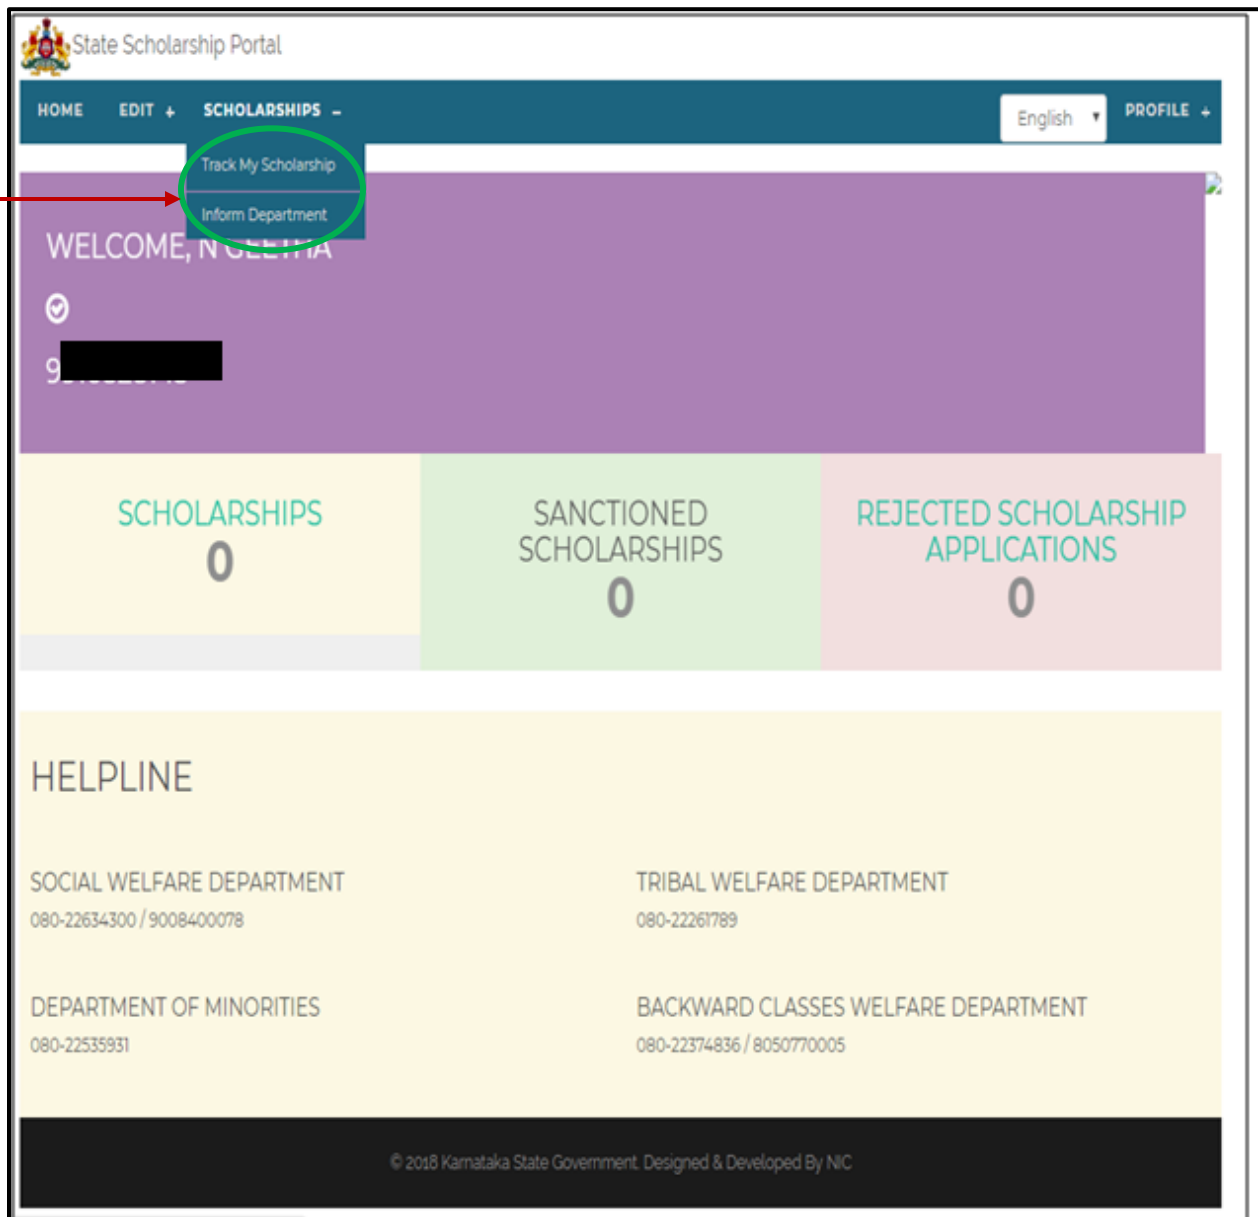 State Scholarship Portal
HOME EDIT + SCHOLARSHIPS – English PROFILE +
Track My Scholarship
Inform Department
WELCOME, N GEETHA
SCHOLARSHIPS
0
SANCTIONED
SCHOLARSHIPS
0
REJECTED SCHOLARSHIP
APPLICATIONS
0
HELPLINE
SOCIAL WELFARE DEPARTMENT
080-22634300 / 9008400078
TRIBAL WELFARE DEPARTMENT
080-22261789
DEPARTMENT OF MINORITIES
080-22535931
BACKWARD CLASSES WELFARE DEPARTMENT
080-22374836 / 8050770005
© 2018 Karnataka State Government. Designed & Developed By NIC